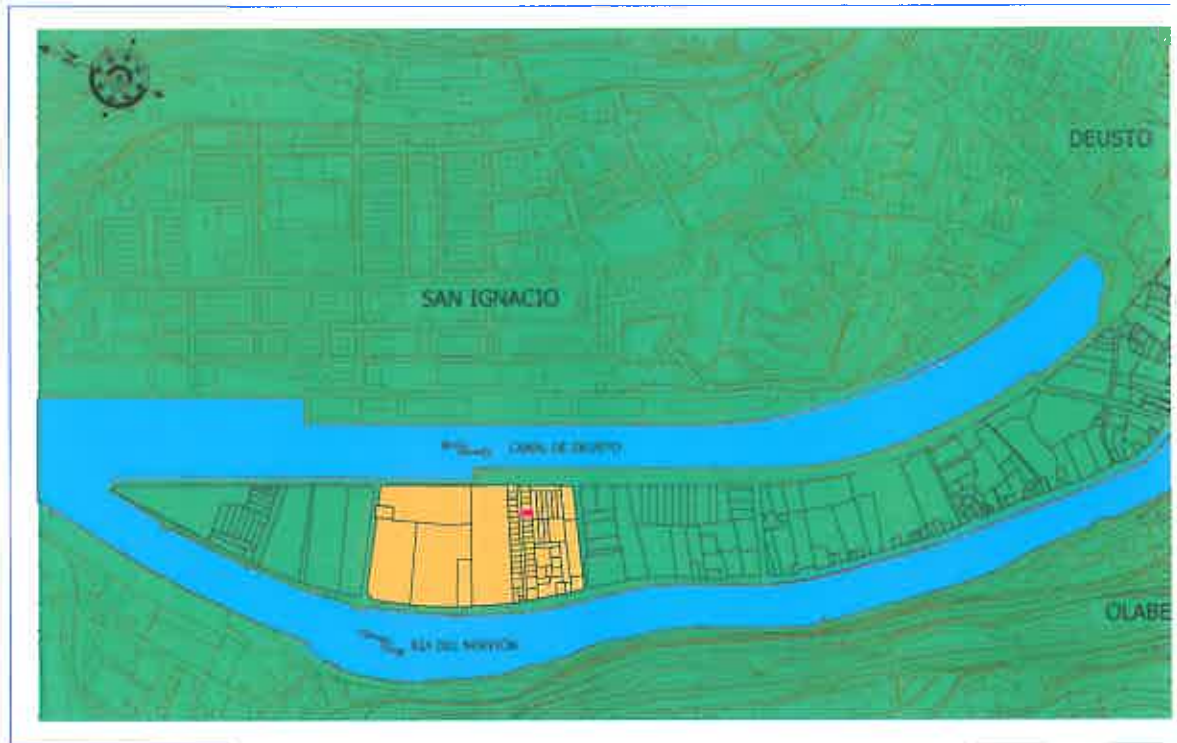 N
DEUSTO
SAN IGNACIO
CANAL DE DEUSTO
OLABE
RIA DEL NERVION